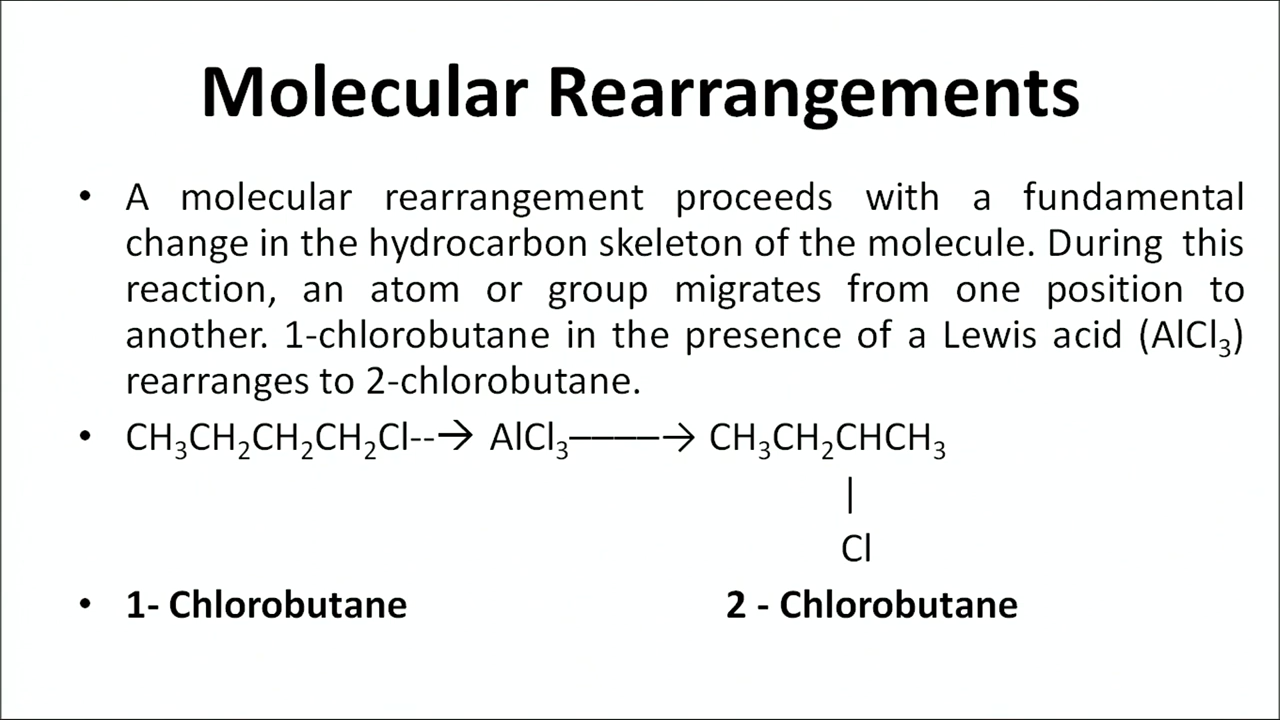 Molecular Rearrangements
• A molecular rearrangement proceeds with a fundamental
change in the hydrocarbon skeleton of the molecule. During this
reaction, an atom or group migrates from one position to
another. 1-chlorobutane in the presence of a Lewis acid (AlCl₃)
rearranges to 2-chlorobutane.
• CH₃CH₂CH₂CH₂Cl--→ AlCl₃————→ CH₃CH₂CHCH₃
|
Cl
• 1- Chlorobutane 2 - Chlorobutane